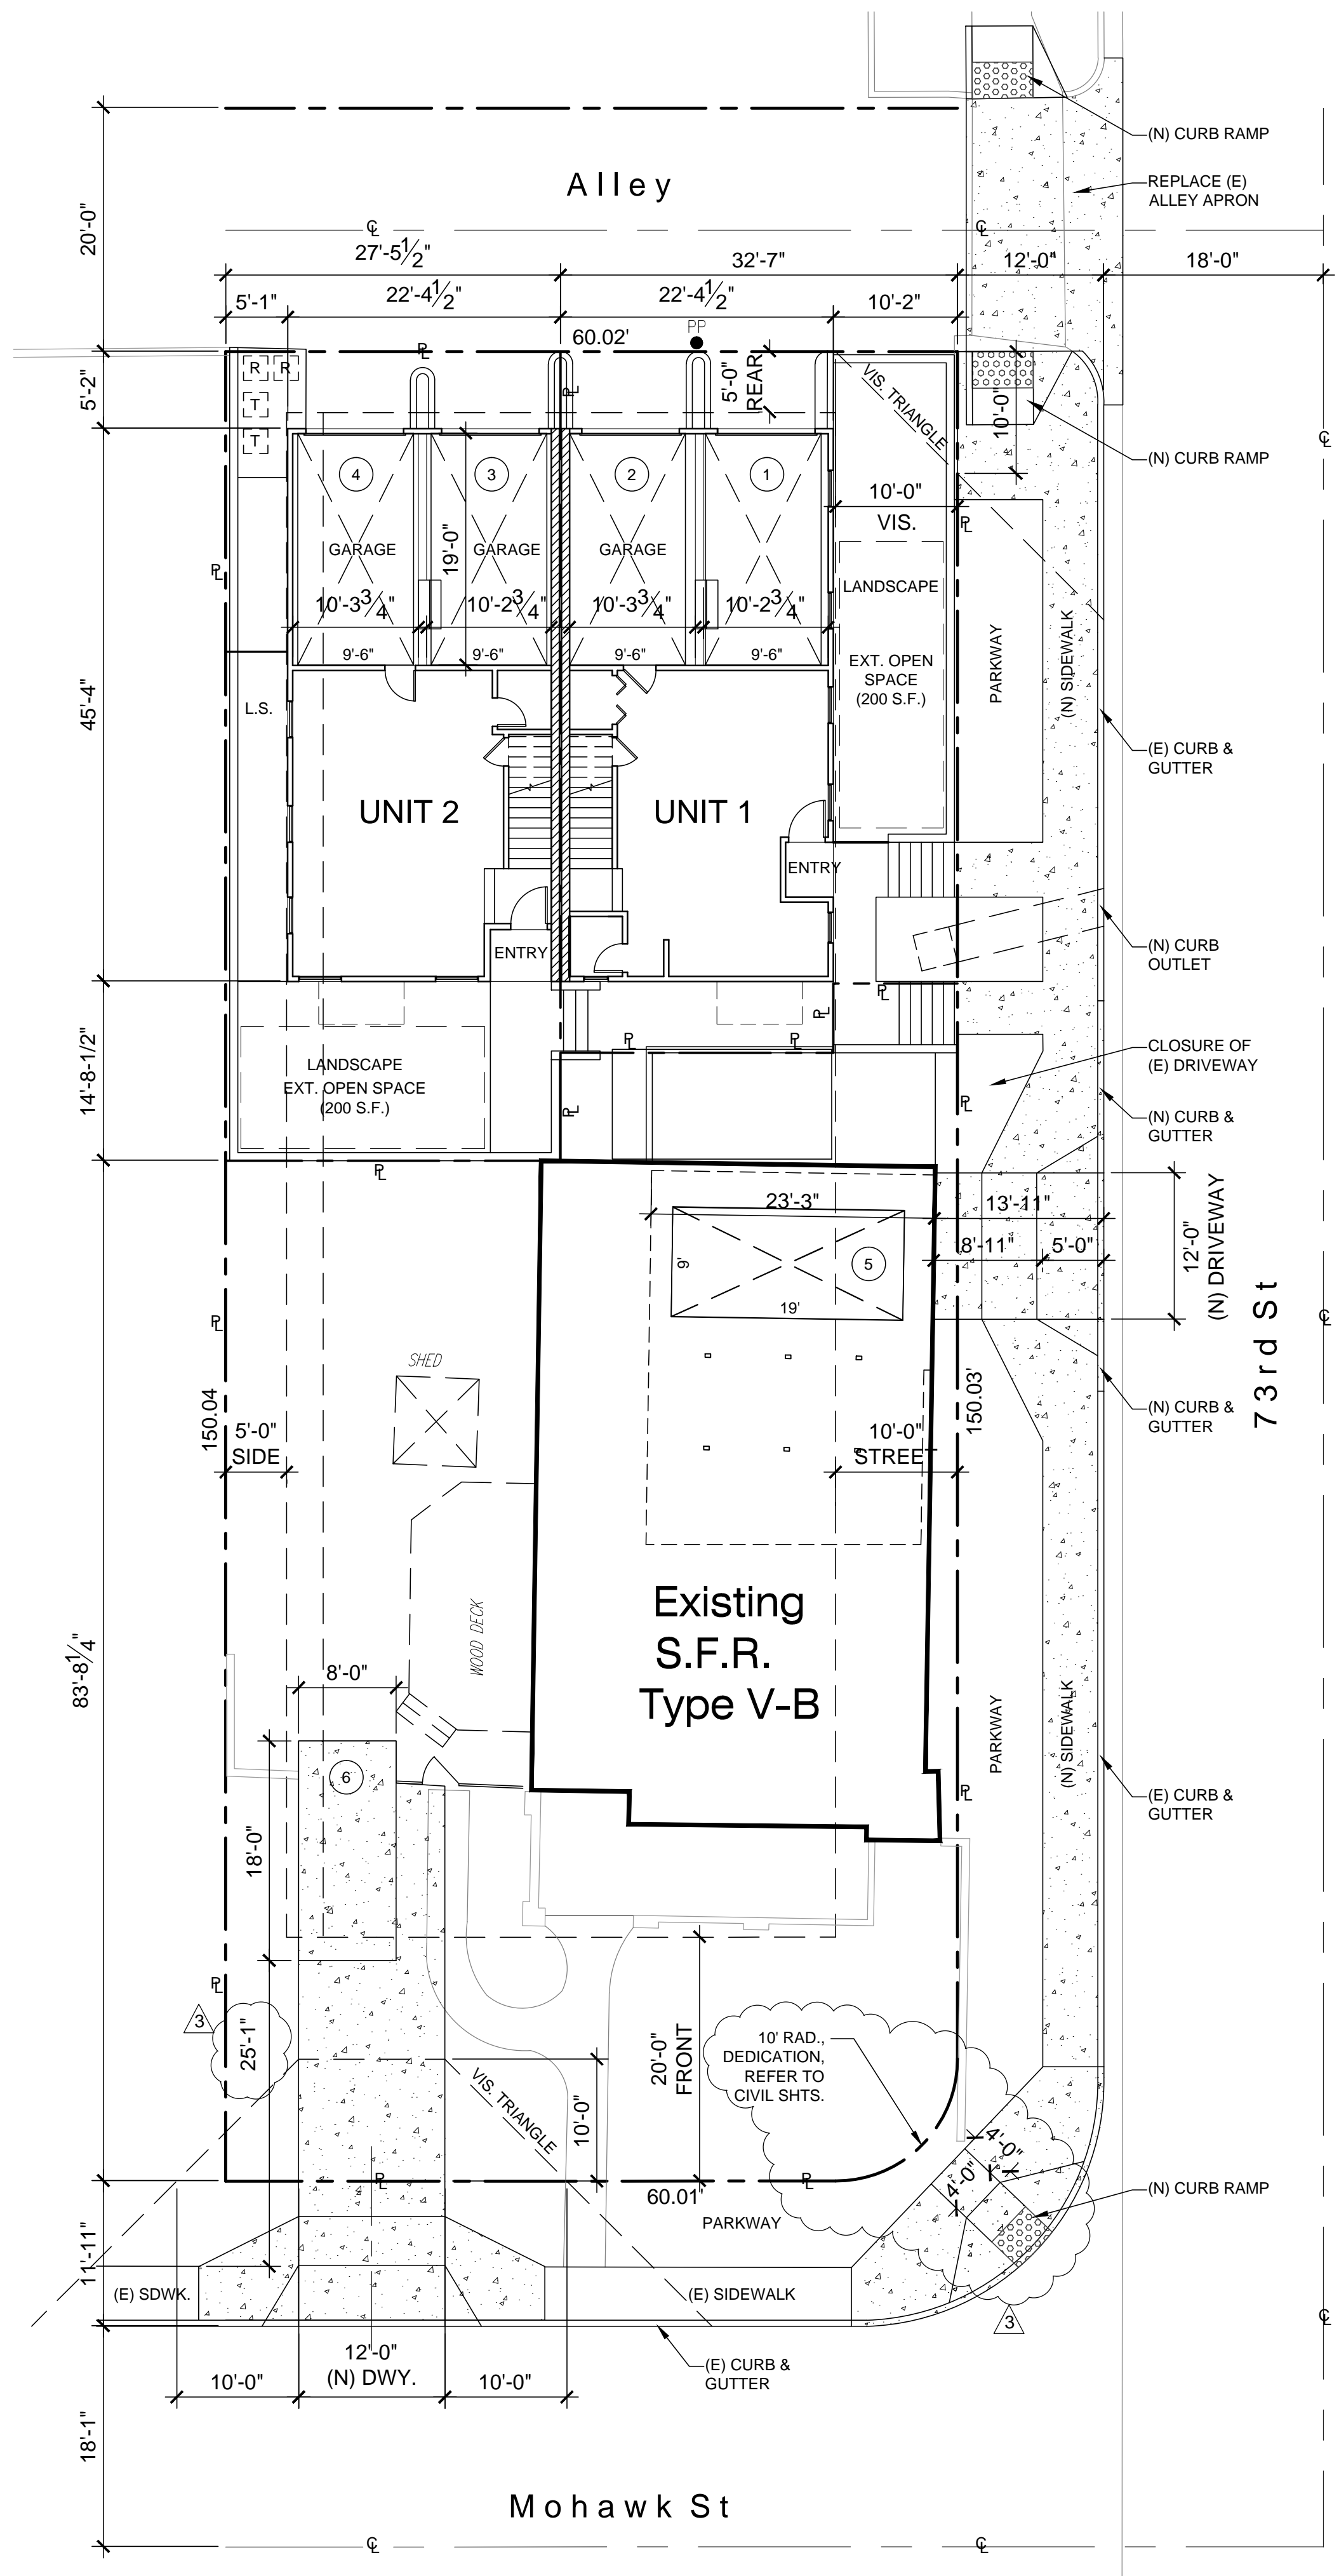 (N) CURB RAMP
Alley
REPLACE (E)
ALLEY APRON
20'-0"
27'-5 1/2"
32'-7"
12'-0"
18'-0"
5'-1"
22'-4 1/2"
22'-4 1/2"
10'-2"
60.02'
PP
R
R
T
T
5'-2"
5'-0"
REAR
VIS. TRIANGLE
10'-0"
(N) CURB RAMP
4
3
2
1
10'-0"
VIS.
GARAGE
GARAGE
GARAGE
19'-0"
LANDSCAPE
10'-3 3/4"
10'-2 3/4"
10'-3 3/4"
10'-2 3/4"
9'-6"
9'-6"
9'-6"
9'-6"
EXT. OPEN
SPACE
(200 S.F.)
PARKWAY
(N) SIDEWALK
45'-4"
L.S.
(E) CURB &
GUTTER
UNIT 2
UNIT 1
ENTRY
ENTRY
(N) CURB
OUTLET
14'-8-1/2"
LANDSCAPE
EXT. OPEN SPACE
(200 S.F.)
CLOSURE OF
(E) DRIVEWAY
(N) CURB &
GUTTER
23'-3"
13'-11"
8'-11"
5'-0"
12'-0"
(N) DRIVEWAY
9'
5
19'
73rd St
SHED
150.04
5'-0"
SIDE
10'-0"
STREET
150.03'
(N) CURB &
GUTTER
WOOD DECK
Existing
S.F.R.
Type V-B
83'-8 1/4"
8'-0"
6
PARKWAY
(N) SIDEWALK
(E) CURB &
GUTTER
18'-0"
3
25'-1"
20'-0"
FRONT
10' RAD.,
DEDICATION,
REFER TO
CIVIL SHTS.
VIS. TRIANGLE
10'-0"
4'-0"
4'-0"
60.01'
PARKWAY
(N) CURB RAMP
11'-11"
(E) SDWK.
(E) SIDEWALK
3
12'-0"
(N) DWY.
10'-0"
10'-0"
(E) CURB &
GUTTER
18'-1"
Mohawk St